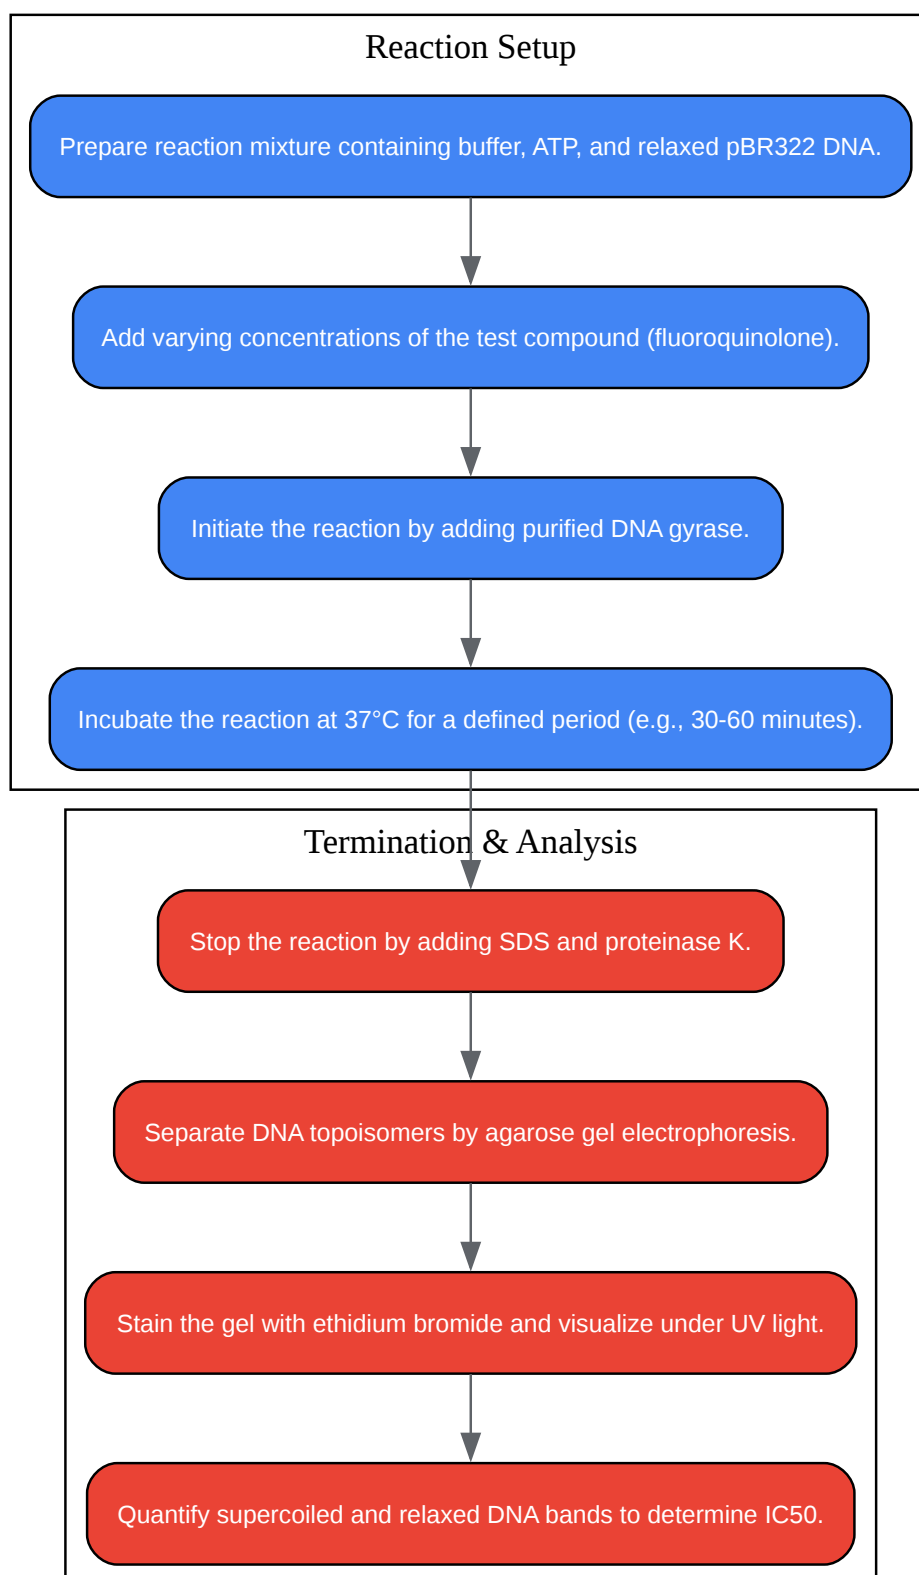 Reaction Setup
Prepare reaction mixture containing buffer, ATP, and relaxed pBR322 DNA.
Add varying concentrations of the test compound (fluoroquinolone).
Initiate the reaction by adding purified DNA gyrase.
Incubate the reaction at 37°C for a defined period (e.g., 30-60 minutes).
Termination & Analysis
Stop the reaction by adding SDS and proteinase K.
Separate DNA topoisomers by agarose gel electrophoresis.
Stain the gel with ethidium bromide and visualize under UV light.
Quantify supercoiled and relaxed DNA bands to determine IC50.